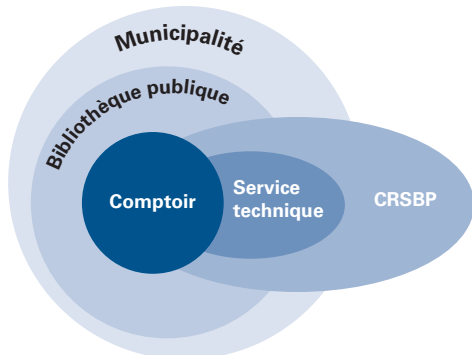 Municipalité
Bibliothèque publique
Comptoir
Service
technique
CRSBP